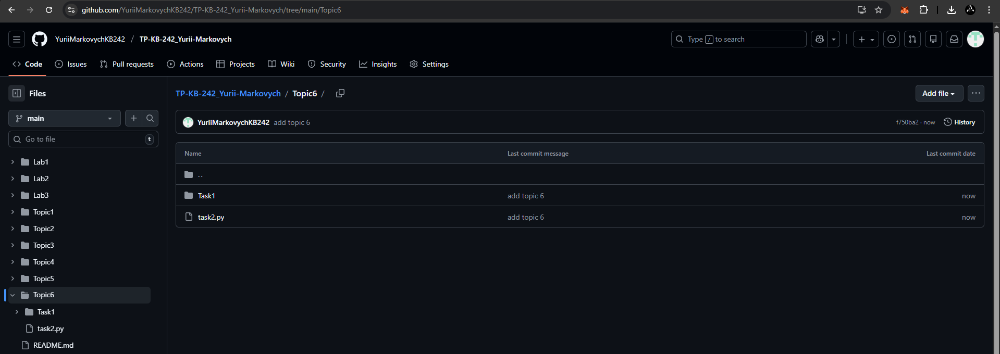 github.com/YuriiMarkovychKB242/TP-KB-242_Yurii-Markovych/tree/main/Topic6
YuriiMarkovychKB242 / TP-KB-242_Yurii-Markovych
Type / to search
Code Issues Pull requests Actions Projects Wiki Security Insights Settings
Files
main
Go to file t
Lab1
Lab2
Lab3
Topic1
Topic2
Topic3
Topic4
Topic5
Topic6
Task1
task2.py
README.md
TP-KB-242_Yurii-Markovych / Topic6 /
Add file
YuriiMarkovychKB242 add topic 6
f750ba2 · now History
Name Last commit message Last commit date
..
Task1 add topic 6 now
task2.py add topic 6 now